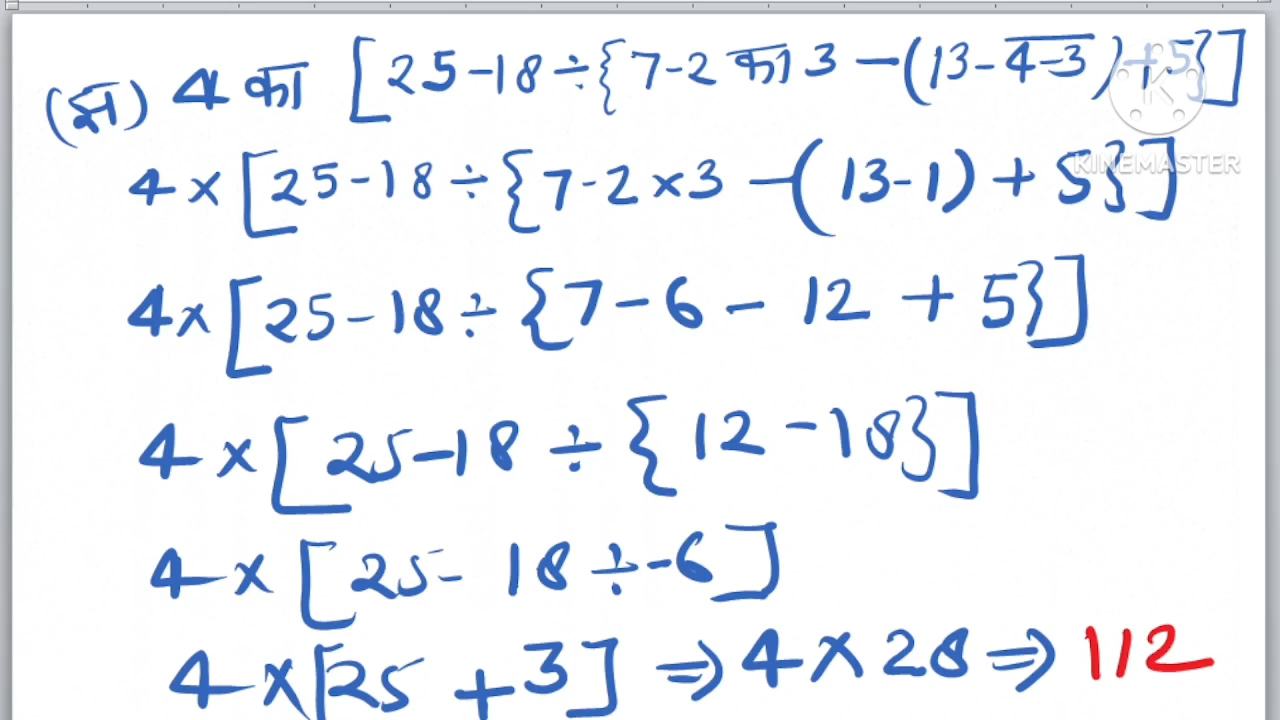 (ज्ञ) 4 का [25-18÷{7-2 का 3 -(13-4-3)+5}]
KINEMASTER
4×[25-18÷{7-2×3-(13-1)+5}]
4×[25-18÷{7-6-12+5}]
4×[25-18÷{12-18}]
4×[25-18÷-6]
4×[25+3] ⇒ 4×28 ⇒ 112